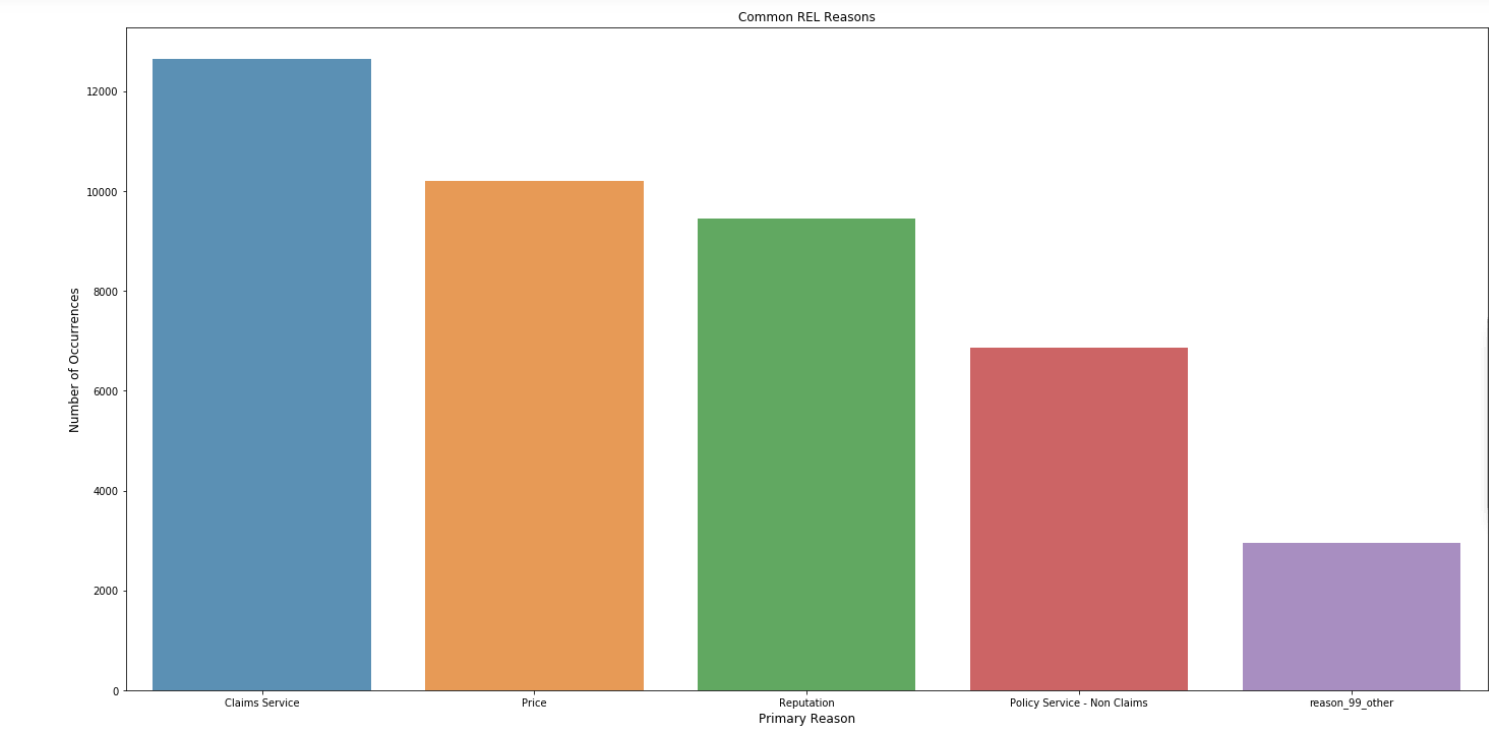 Common REL Reasons
Number of Occurrences
12000
10000
8000
6000
4000
2000
0
Claims Service Price Reputation Policy Service - Non Claims reason_99_other
Primary Reason